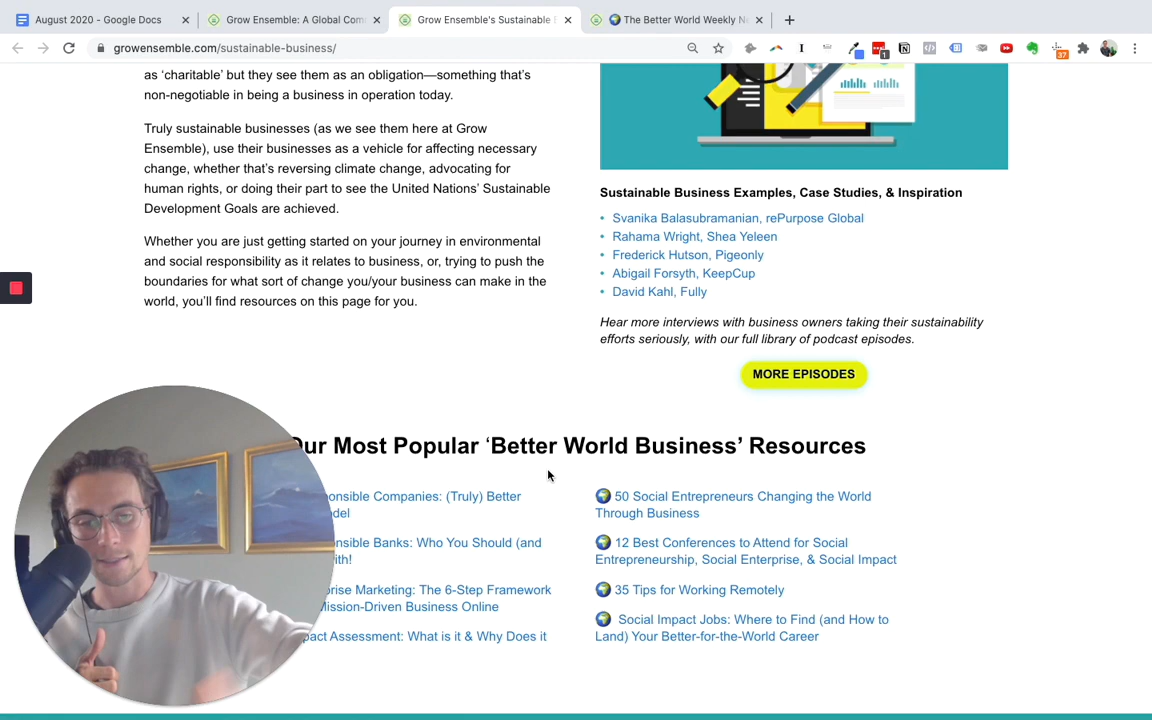 August 2020 - Google Docs
Grow Ensemble: A Global Com
Grow Ensemble's Sustainable
The Better World Weekly N
growensemble.com/sustainable-business/
1
37
as ‘charitable’ but they see them as an obligation—something that’s
non-negotiable in being a business in operation today.
Truly sustainable businesses (as we see them here at Grow
Ensemble), use their businesses as a vehicle for affecting necessary
change, whether that’s reversing climate change, advocating for
human rights, or doing their part to see the United Nations’ Sustainable
Development Goals are achieved.
Whether you are just getting started on your journey in environmental
and social responsibility as it relates to business, or, trying to push the
boundaries for what sort of change you/your business can make in the
world, you’ll find resources on this page for you.
Sustainable Business Examples, Case Studies, & Inspiration
• Svanika Balasubramanian, rePurpose Global
• Rahama Wright, Shea Yeleen
• Frederick Hutson, Pigeonly
• Abigail Forsyth, KeepCup
• David Kahl, Fully
Hear more interviews with business owners taking their sustainability
efforts seriously, with our full library of podcast episodes.
MORE EPISODES
Our Most Popular ‘Better World Business’ Resources
onsible Companies: (Truly) Better
del
nsible Banks: Who You Should (and
ith!
rise Marketing: The 6-Step Framework
Mission-Driven Business Online
pact Assessment: What is it & Why Does it
50 Social Entrepreneurs Changing the World
Through Business
12 Best Conferences to Attend for Social
Entrepreneurship, Social Enterprise, & Social Impact
35 Tips for Working Remotely
Social Impact Jobs: Where to Find (and How to
Land) Your Better-for-the-World Career